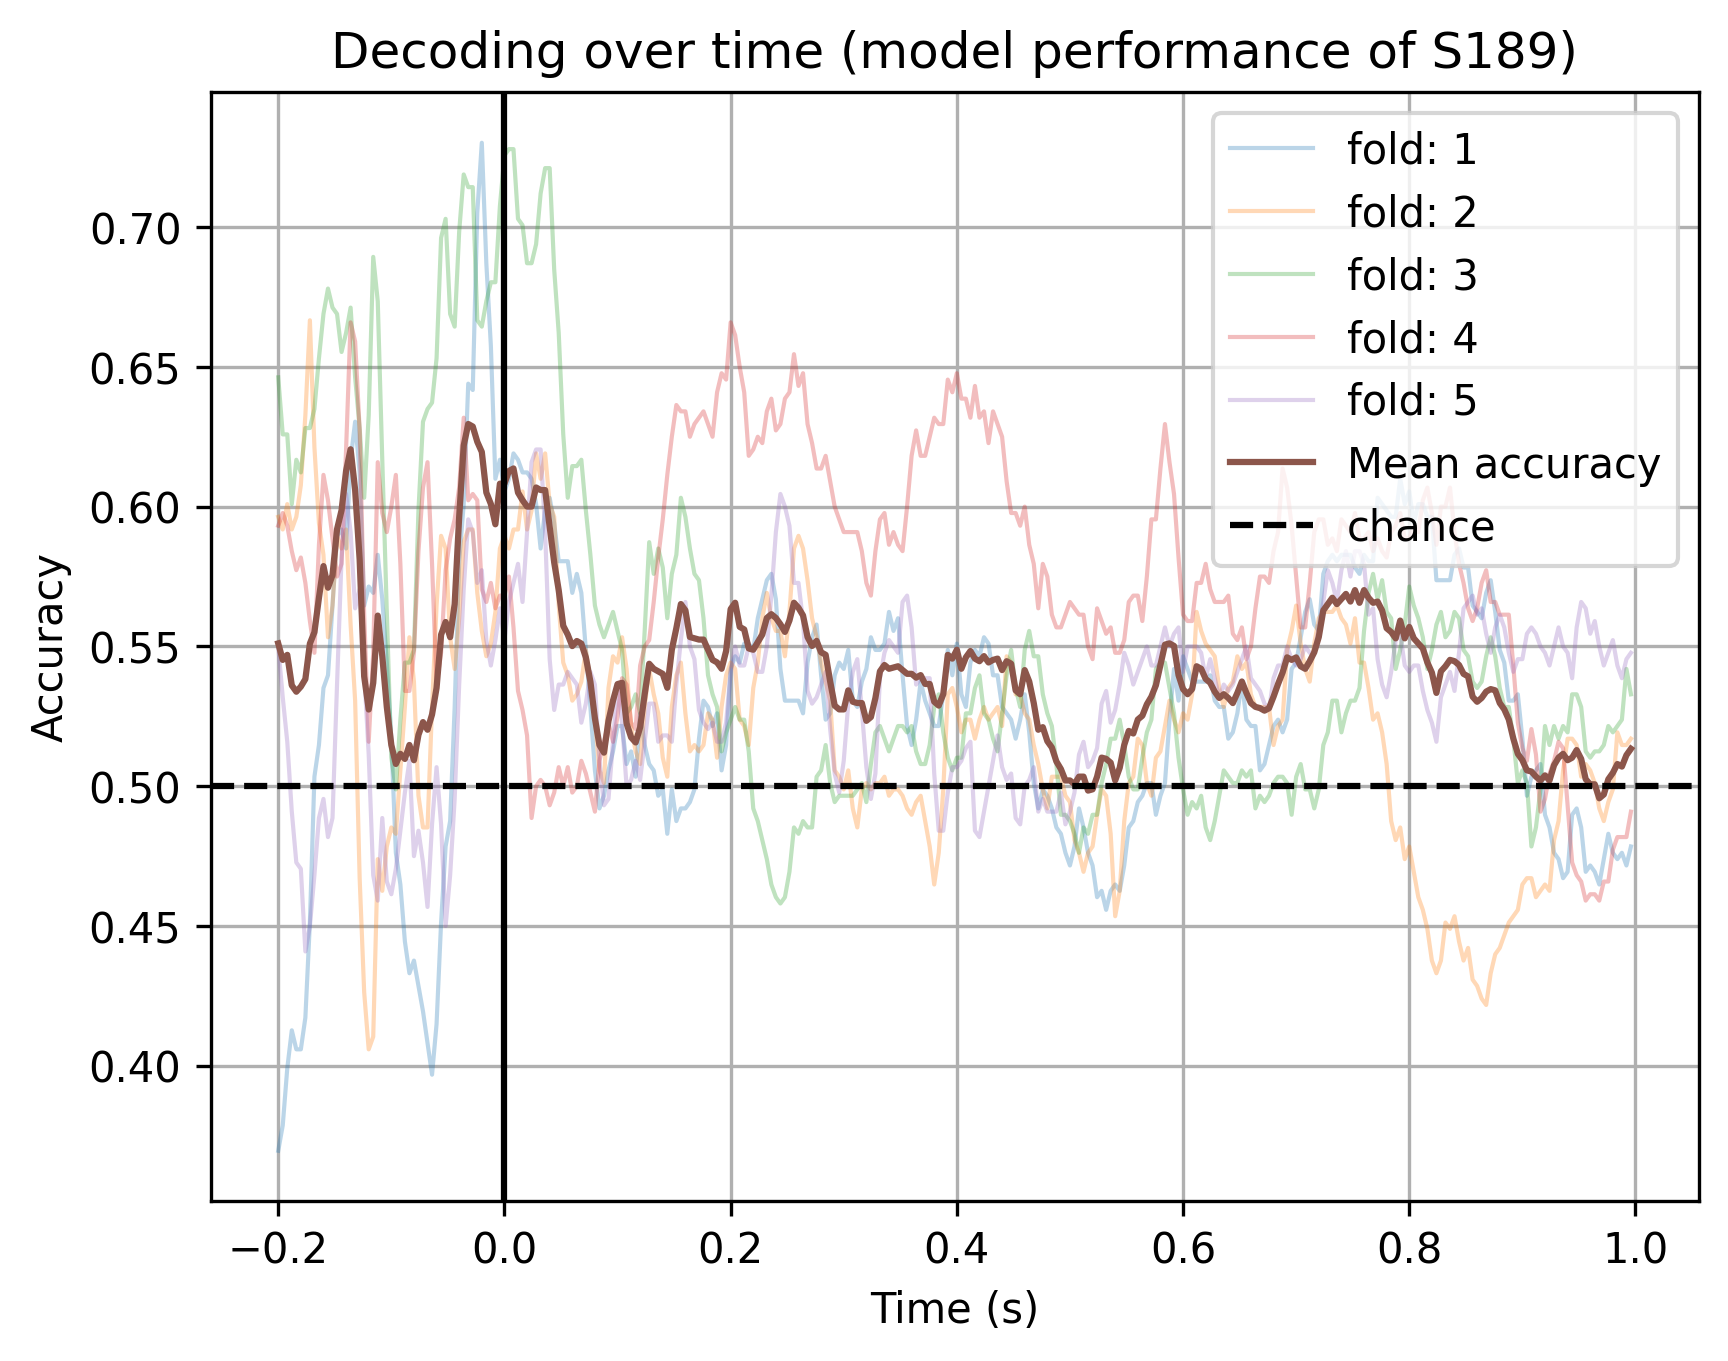 Decoding over time (model performance of S189)
fold: 1
fold: 2
fold: 3
fold: 4
fold: 5
Mean accuracy
chance
Accuracy
0.70
0.65
0.60
0.55
0.50
0.45
0.40
−0.2 0.0 0.2 0.4 0.6 0.8 1.0
Time (s)